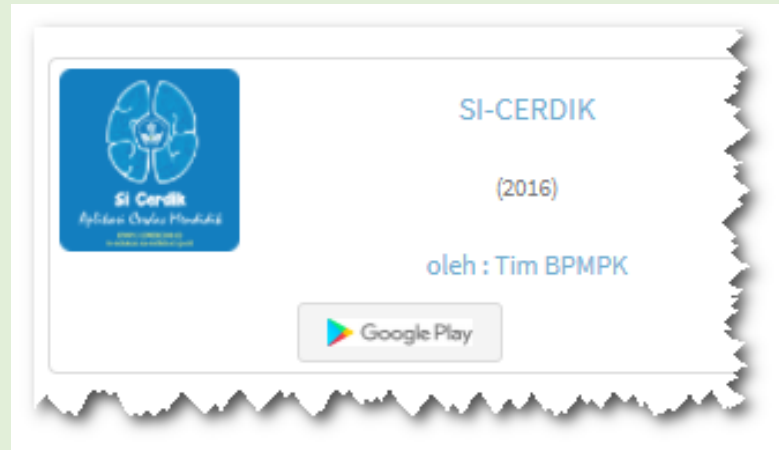 Si Cerdik
Aplikasi Cerdas Mendidik
SI-CERDIK
(2016)
oleh : Tim BPMPK
Google Play